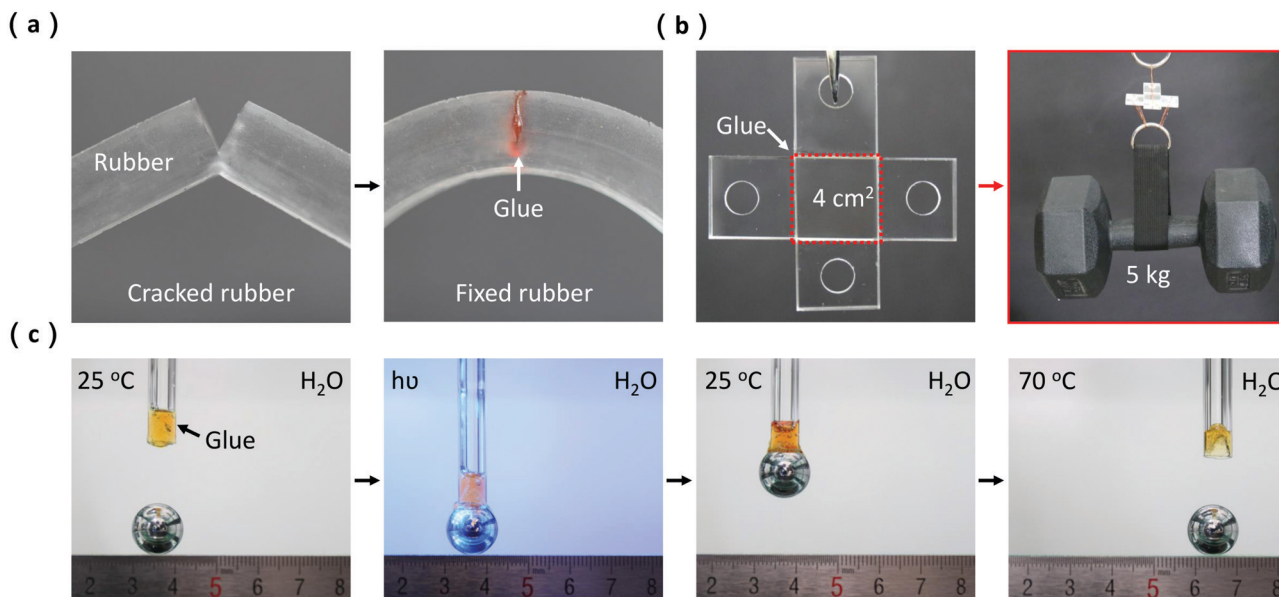 ( a )
Rubber
Cracked rubber
Glue
Fixed rubber
( b )
Glue
4 cm²
5 kg
( c )
25 ºC
H₂O
Glue
2 3 4 5 6 7 8
hυ
H₂O
2 3 4 5 6 7 8
25 ºC
H₂O
2 3 4 5 6 7 8
70 ºC
H₂O
2 3 4 5 6 7 8